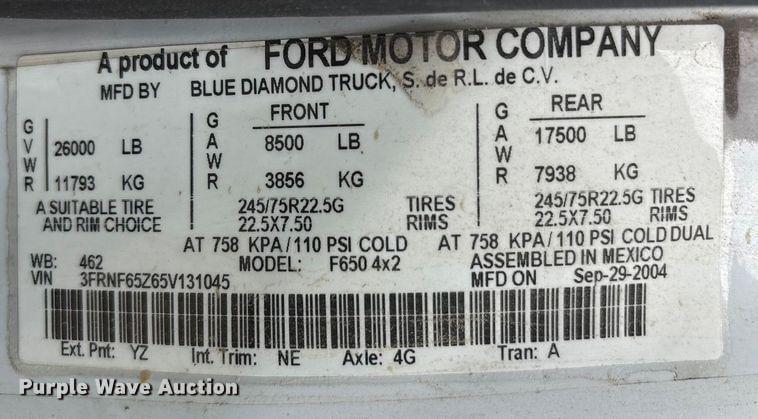 A product of FORD MOTOR COMPANY
MFD BY BLUE DIAMOND TRUCK, S. de R.L. de C.V.
GVWR 26000 LB
11793 KG
FRONT
GAWR 8500 LB
3856 KG
REAR
GAWR 17500 LB
7938 KG
A SUITABLE TIRE 245/75R22.5G TIRES 245/75R22.5G TIRES
AND RIM CHOICE 22.5X7.50 RIMS 22.5X7.50 RIMS
AT 758 KPA/110 PSI COLD AT 758 KPA/110 PSI COLD DUAL
WB: 462 MODEL: F650 4x2 ASSEMBLED IN MEXICO
VIN 3FRNF65Z65V131045 MFD ON Sep-29-2004
Ext. Pnt: YZ Int. Trim: NE Axle: 4G Tran: A
Purple Wave Auction